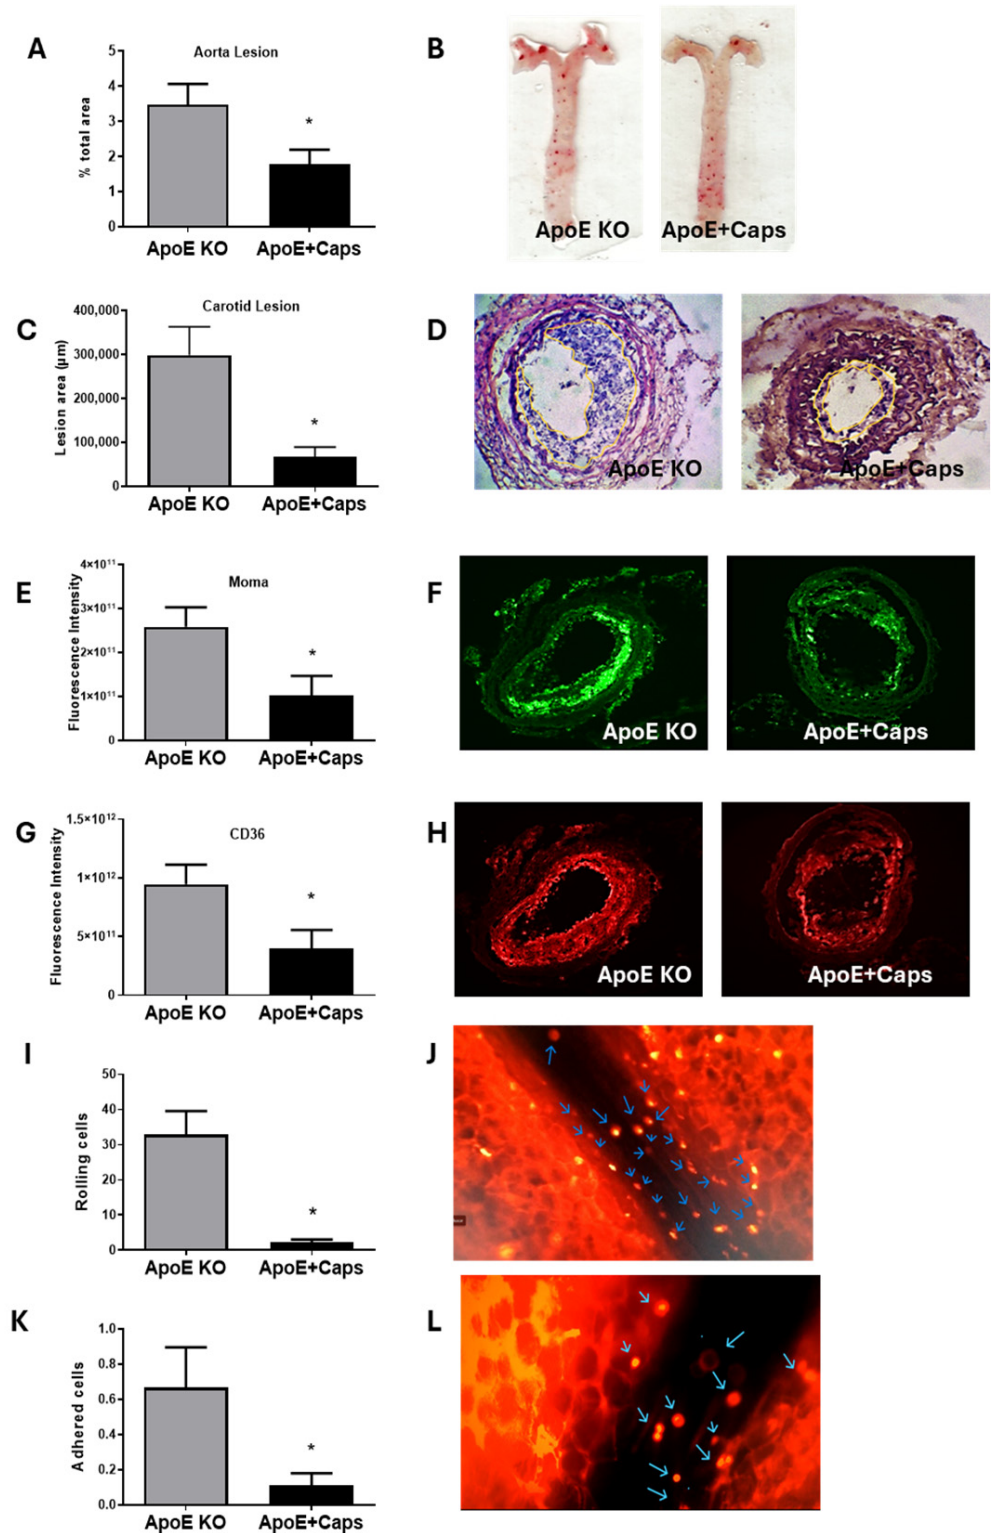 A
Aorta Lesion
% total area
5
4
3
2
1
0
*
ApoE KO
ApoE+Caps
B
ApoE KO
ApoE+Caps
C
Carotid Lesion
Lesion area (µm)
400,000
300,000
200,000
100,000
0
*
ApoE KO
ApoE+Caps
D
ApoE KO
ApoE+Caps
E
Moma
Fluorescence Intensity
4×10¹¹
3×10¹¹
2×10¹¹
1×10¹¹
0
*
ApoE KO
ApoE+Caps
F
ApoE KO
ApoE+Caps
G
CD36
Fluorescence Intensity
1.5×10¹²
1×10¹²
5×10¹¹
0
*
ApoE KO
ApoE+Caps
H
ApoE KO
ApoE+Caps
I
Rolling cells
50
40
30
20
10
0
*
ApoE KO
ApoE+Caps
J
K
Adhered cells
1.0
0.8
0.6
0.4
0.2
0.0
*
ApoE KO
ApoE+Caps
L